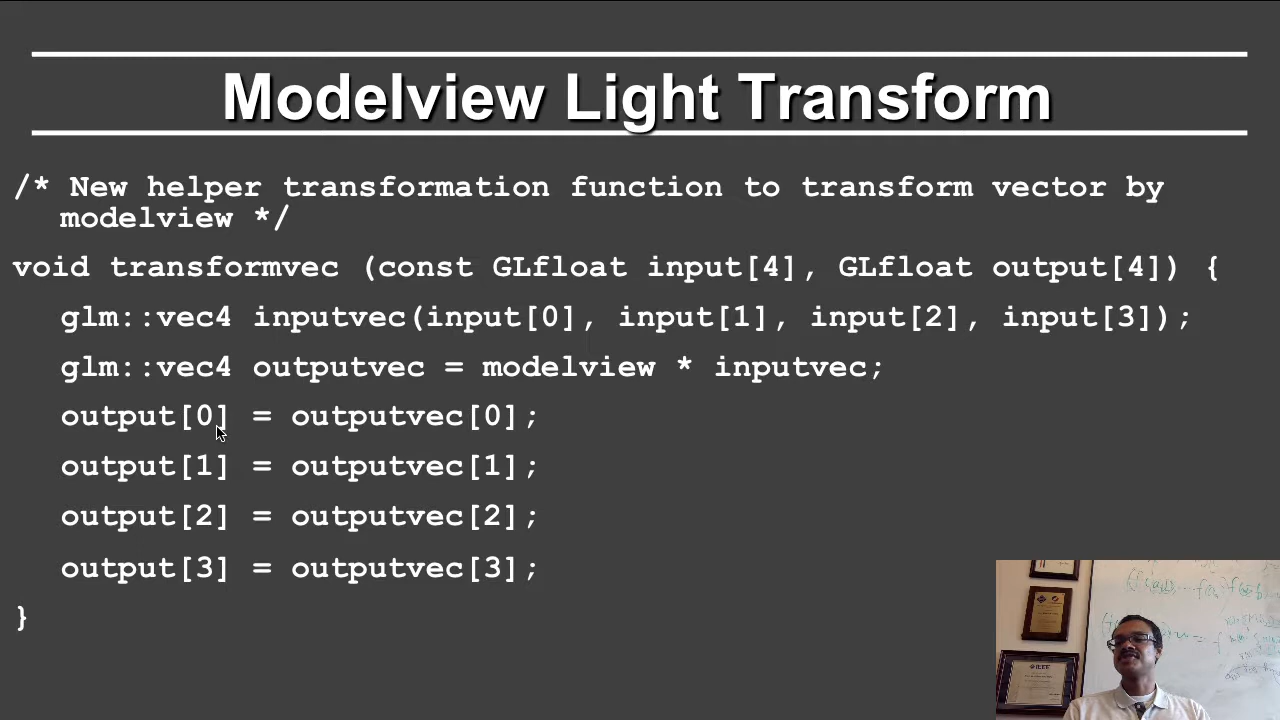 Modelview Light Transform
/* New helper transformation function to transform vector by
modelview */
void transformvec (const GLfloat input[4], GLfloat output[4]) {
glm::vec4 inputvec(input[0], input[1], input[2], input[3]);
glm::vec4 outputvec = modelview * inputvec;
output[0] = outputvec[0];
output[1] = outputvec[1];
output[2] = outputvec[2];
output[3] = outputvec[3];
}
IEEE